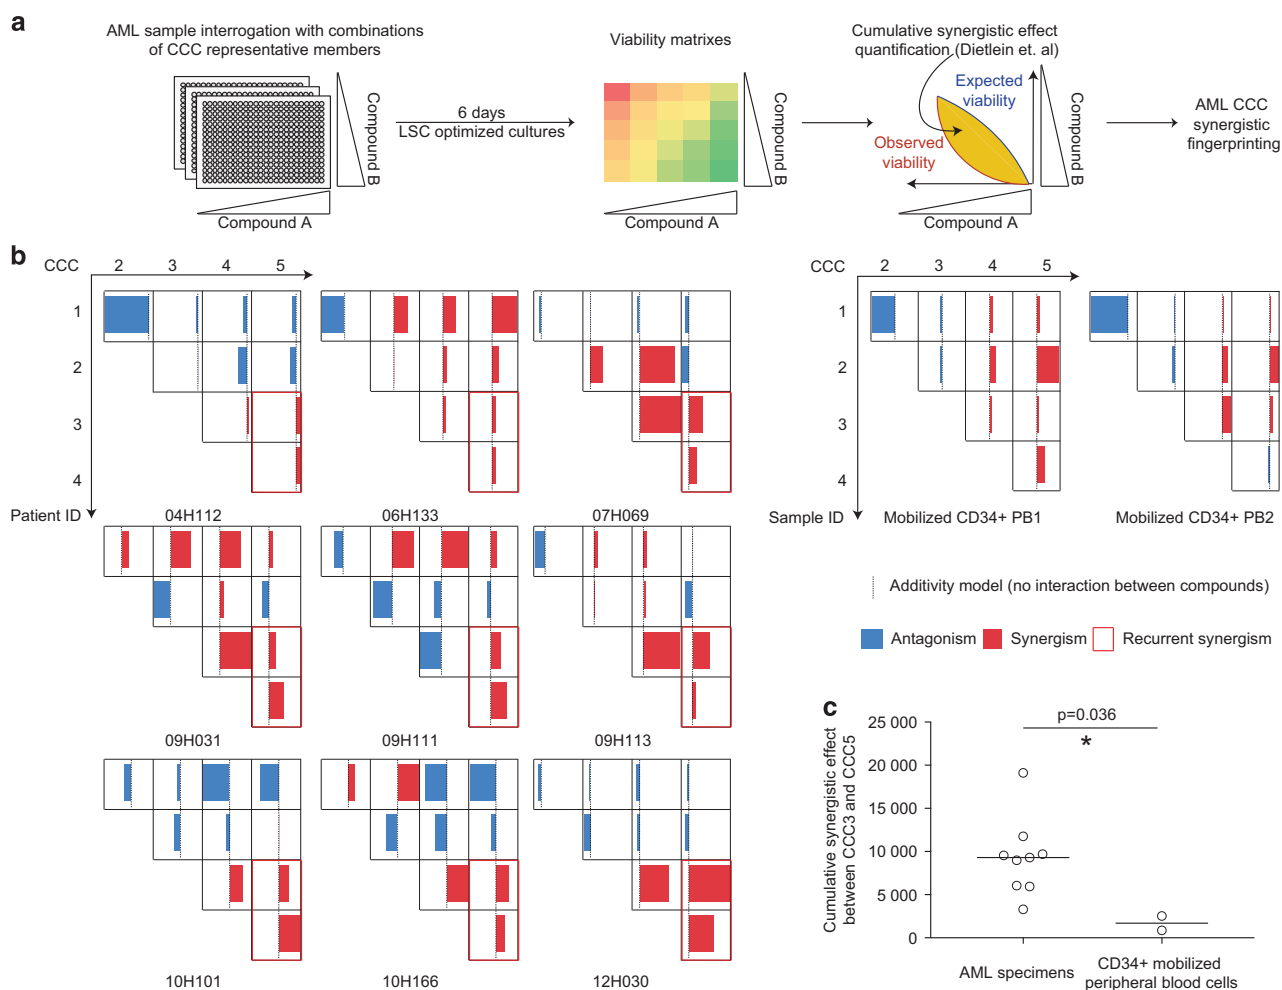 a
AML sample interrogation with combinations
of CCC representative members
Compound B
Compound A
6 days
LSC optimized cultures
Viability matrixes
Compound B
Compound A
Cumulative synergistic effect
quantification (Dietlein et. al)
Expected
viability
Observed
viability
Compound B
Compound A
AML CCC
synergistic
fingerprinting
b
CCC 2 3 4 5
1
2
3
4
Patient ID
04H112 06H133 07H069
09H031 09H111 09H113
10H101 10H166 12H030
CCC 2 3 4 5
1
2
3
4
Sample ID
Mobilized CD34+ PB1 Mobilized CD34+ PB2
Additivity model (no interaction between compounds)
Antagonism Synergism Recurrent synergism
c
Cumulative synergistic effect
between CCC3 and CCC5
25 000
20 000
15 000
10 000
5 000
0
p=0.036
*
AML specimens
CD34+ mobilized
peripheral blood cells